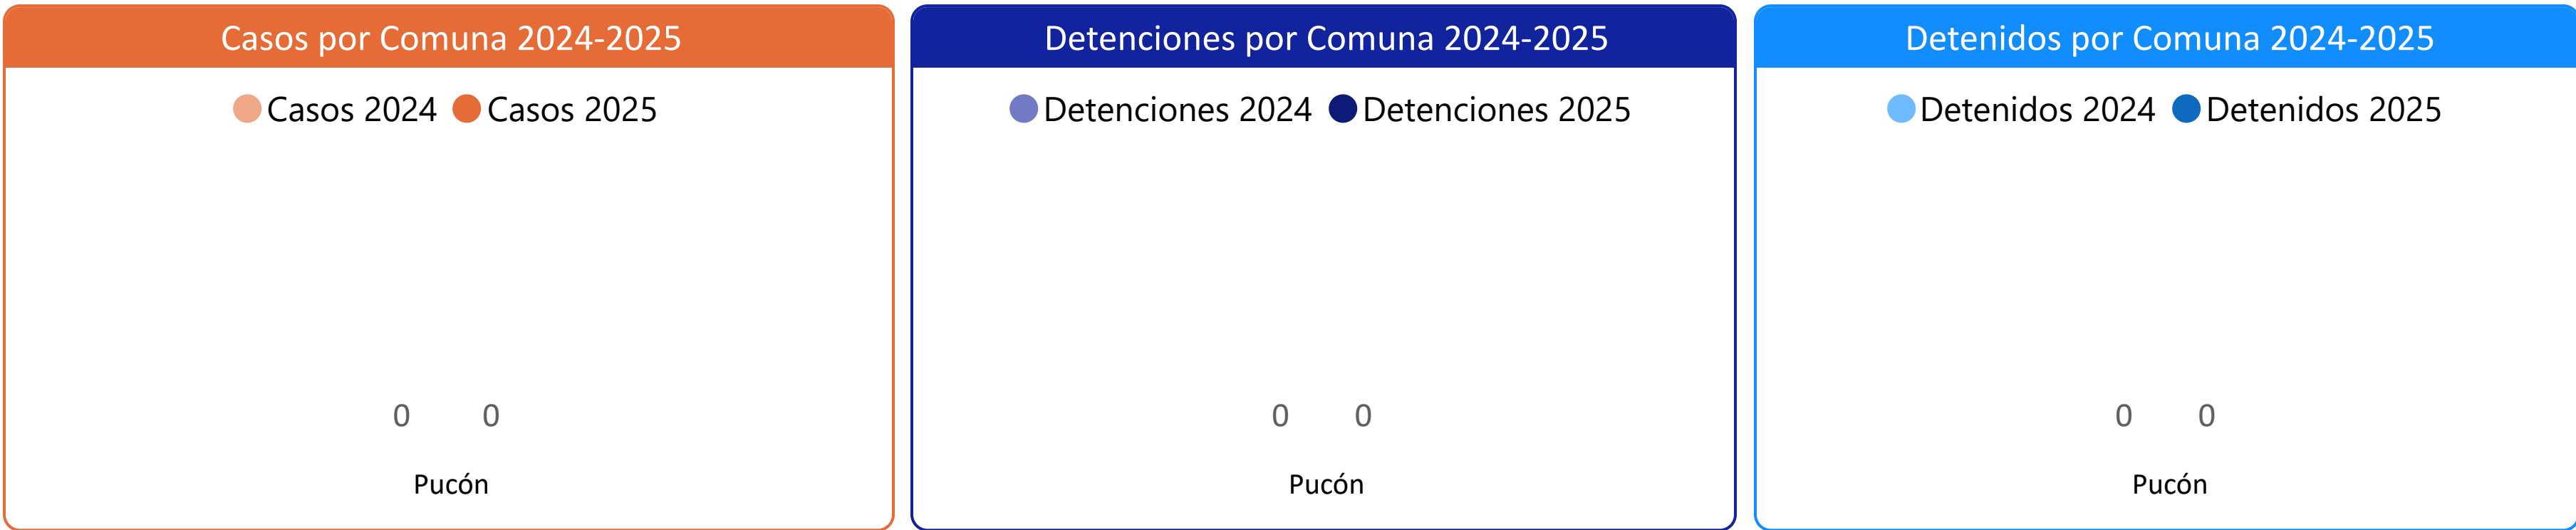 Casos por Comuna 2024-2025
Casos 2024 Casos 2025
0 0
Pucón
Detenciones por Comuna 2024-2025
Detenciones 2024 Detenciones 2025
0 0
Pucón
Detenidos por Comuna 2024-2025
Detenidos 2024 Detenidos 2025
0 0
Pucón